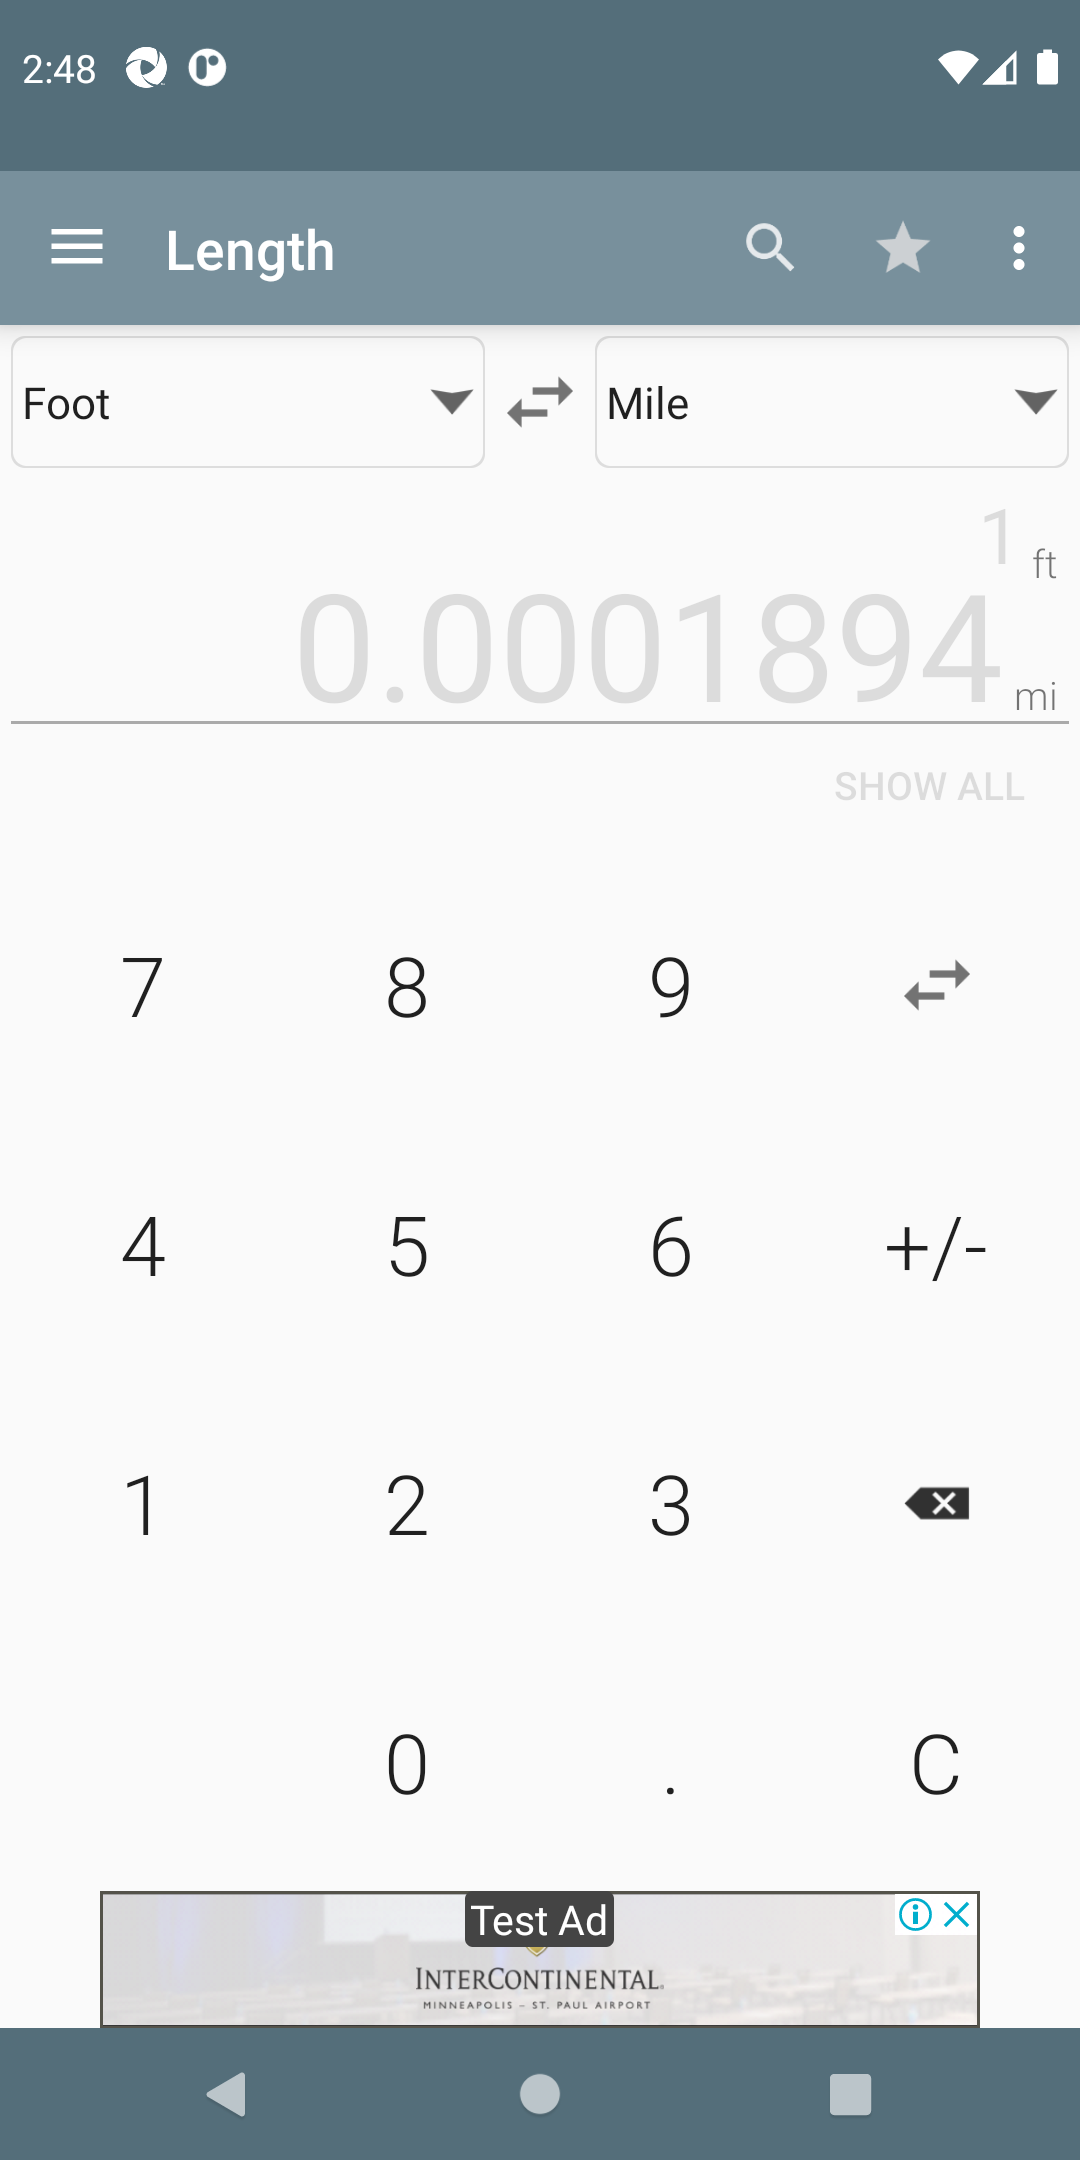 2:48
Length
Foot
Mile
1 ft
0.0001894 mi
SHOW ALL
7 8 9
4 5 6 +/-
1 2 3
0 . C
Test Ad
INTERCONTINENTAL
MINNEAPOLIS – ST. PAUL AIRPORT